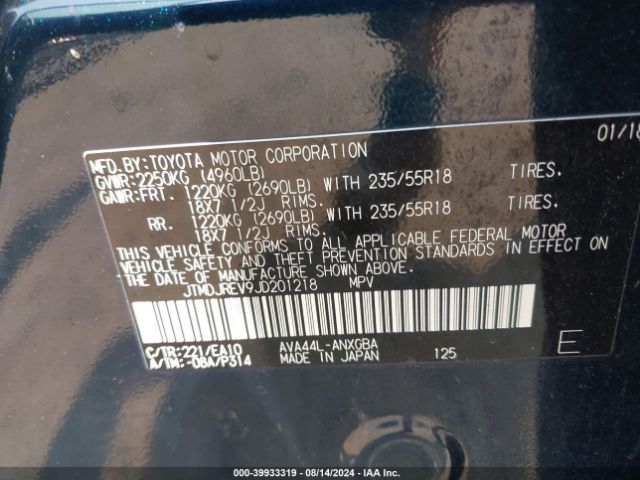 01/18
MFD.BY:TOYOTA MOTOR CORPORATION
GVWR:2250KG (4960LB)
GAWR:FRT. 1220KG (2690LB) WITH 235/55R18 TIRES.
18X7 1/2J RIMS.
RR. 1220KG (2690LB) WITH 235/55R18 TIRES.
18X7 1/2J RIMS.
THIS VEHICLE CONFORMS TO ALL APPLICABLE FEDERAL MOTOR
VEHICLE SAFETY AND THEFT PREVENTION STANDARDS IN EFFECT ON
THE DATE OF MANUFACTURE SHOWN ABOVE.
JTMDJREV9JD201218 MPV
C/TR:221/EA10 AVA44L-ANXGBA
A/TM:-08A/P314 MADE IN JAPAN 125 E
000-39933319 - 08/14/2024 - IAA Inc.